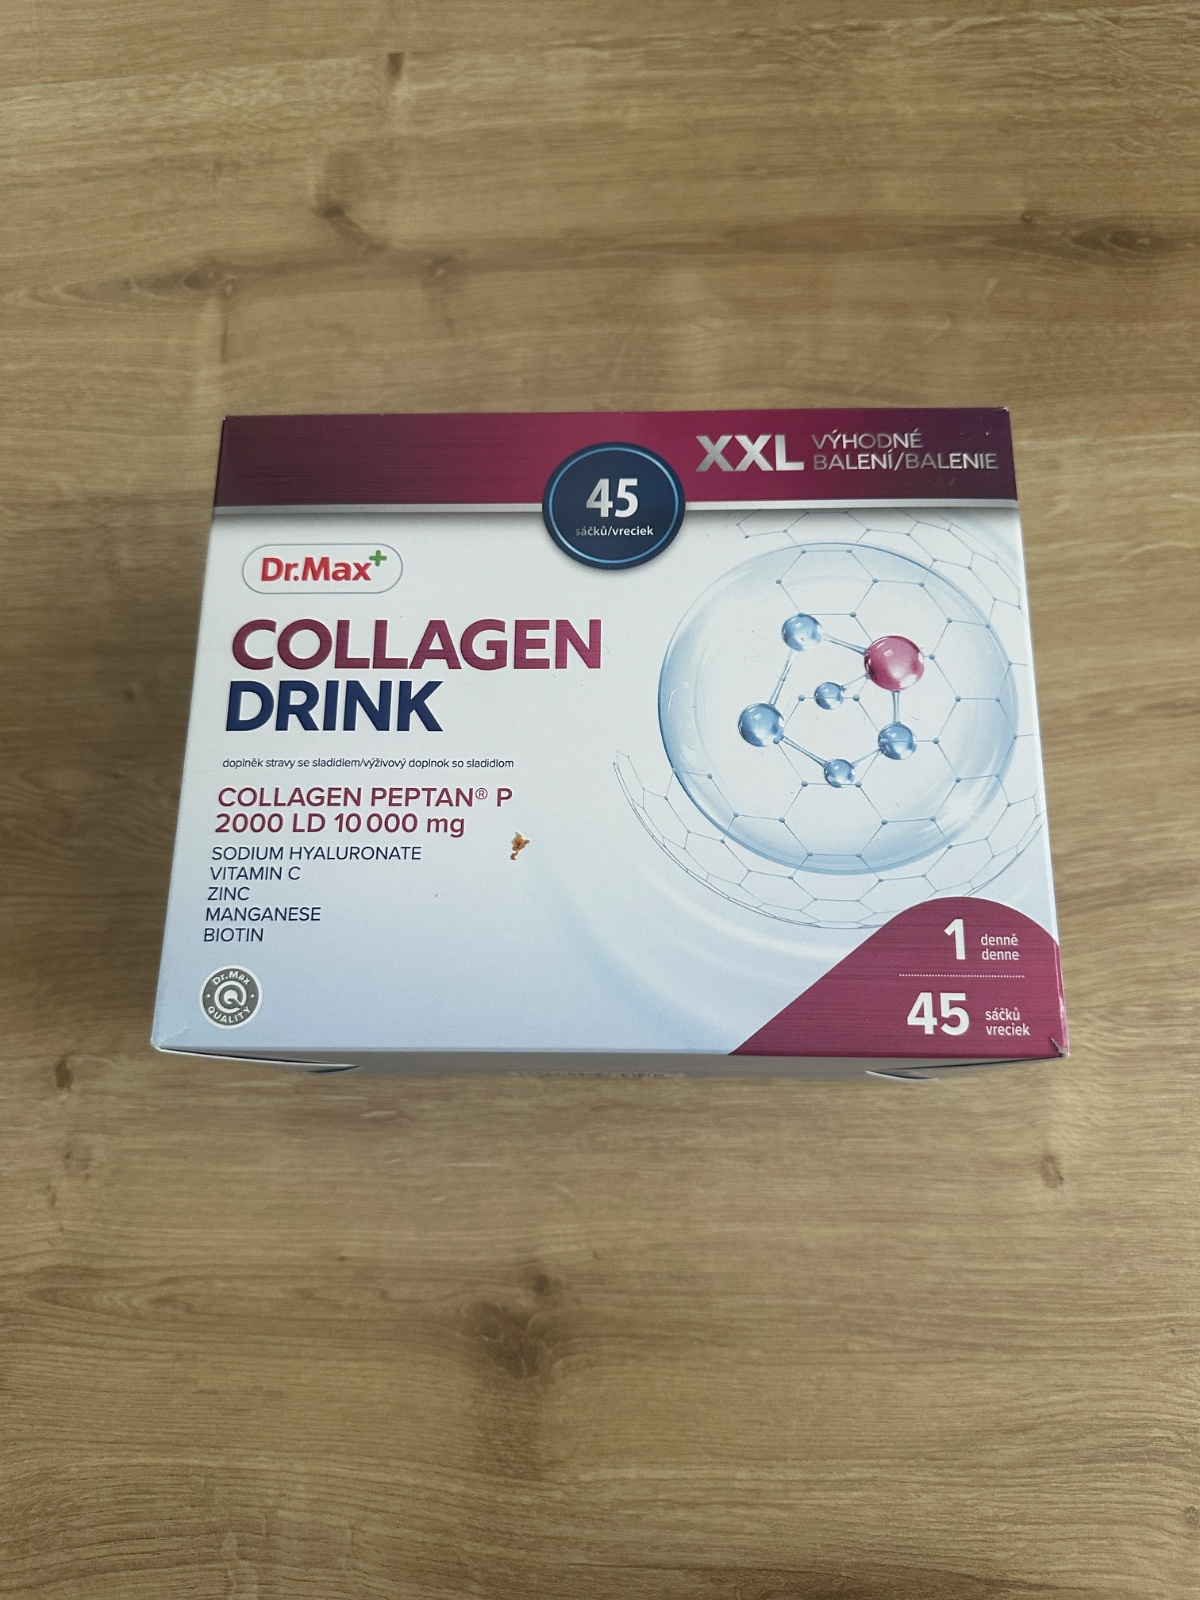 XXL VÝHODNÉ
BALENÍ/BALENIE
45
sáčků/vreciek
Dr.Max+
COLLAGEN
DRINK
doplněk stravy se sladidlem/výživový doplnok so sladidlom
COLLAGEN PEPTAN® P
2000 LD 10 000 mg
SODIUM HYALURONATE
VITAMIN C
ZINC
MANGANESE
BIOTIN
Dr.Max
Q
QUALITY
1 denně
denne
45 sáčků
vreciek